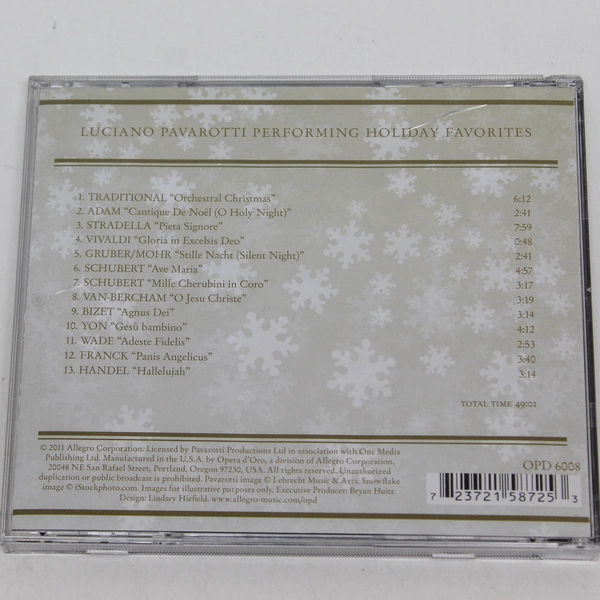 LUCIANO PAVAROTTI PERFORMING HOLIDAY FAVORITES
1. TRADITIONAL “Orchestral Christmas” 6:12
2. ADAM “Cantique De Noël (O Holy Night)” 2:41
3. STRADELLA “Pieta Signore” 7:59
4. VIVALDI “Gloria in Excelsis Deo” 0:48
5. GRUBER/MOHR “Stille Nacht (Silent Night)” 2:41
6. SCHUBERT “Ave Maria” 4:57
7. SCHUBERT “Mille Cherubini in Coro” 3:17
8. VAN-BERCHAM “O Jesu Christe” 3:19
9. BIZET “Agnus Dei” 3:14
10. YON “Gesù bambino” 4:12
11. WADE “Adeste Fidelis” 2:53
12. FRANCK “Panis Angelicus” 3:40
13. HANDEL “Hallelujah” 3:14
TOTAL TIME 49:01
© 2011 Allegro Corporation. Licensed by Pavarotti Productions Ltd in association with One Media
Publishing Ltd. Manufactured in the U.S.A. by Opera d'Oro, a division of Allegro Corporation,
20048 NE San Rafael Street, Portland, Oregon 97230, USA. All Rights Reserved. Unauthorized
duplication or public broadcast is prohibited. Pavarotti image © Lebrecht Music & Arts. Snowflake
image © iStockphoto.com. Images for illustrative purposes only. Executive Producer: Bryan Huitt.
Design: Lindsey Hirfield. www.allegro-music.com/opd
OPD 6008
7 23721 58725 3